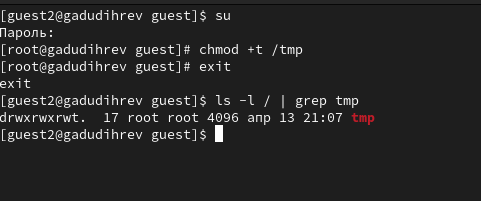 [guest2@gadudihrev guest]$ su
Пароль:
[root@gadudihrev guest]# chmod +t /tmp
[root@gadudihrev guest]# exit
exit
[guest2@gadudihrev guest]$ ls -l / | grep tmp
drwxrwxrwt.  17 root root 4096 апр 13 21:07 tmp
[guest2@gadudihrev guest]$